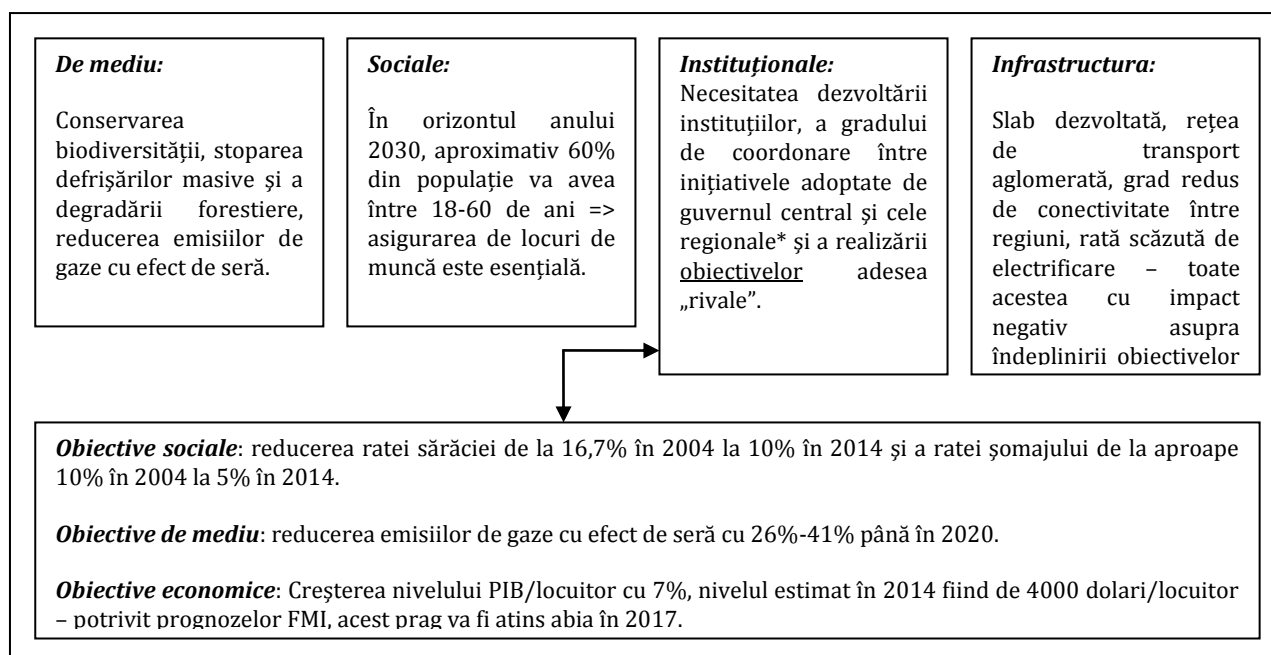 De mediu:
Conservarea
biodiversității, stoparea
defrișărilor masive și a
degradării forestiere,
reducerea emisiilor de
gaze cu efect de seră.
Sociale:
În orizontul anului
2030, aproximativ 60%
din populație va avea
între 18-60 de ani =>
asigurarea de locuri de
muncă este esențială.
Instituționale:
Necesitatea dezvoltării
instituțiilor, a gradului
de coordonare între
inițiativele adoptate de
guvernul central și cele
regionale* și a realizării
obiectivelor adesea
„rivale”.
Infrastructura:
Slab dezvoltată, rețea
de transport
aglomerată, grad redus
de conectivitate între
regiuni, rată scăzută de
electrificare – toate
acestea cu impact
negativ asupra
îndeplinirii obiectivelor
Obiective sociale: reducerea ratei sărăciei de la 16,7% în 2004 la 10% în 2014 și a ratei șomajului de la aproape
10% în 2004 la 5% în 2014.
Obiective de mediu: reducerea emisiilor de gaze cu efect de seră cu 26%-41% până în 2020.
Obiective economice: Creșterea nivelului PIB/locuitor cu 7%, nivelul estimat în 2014 fiind de 4000 dolari/locuitor
– potrivit prognozelor FMI, acest prag va fi atins abia în 2017.